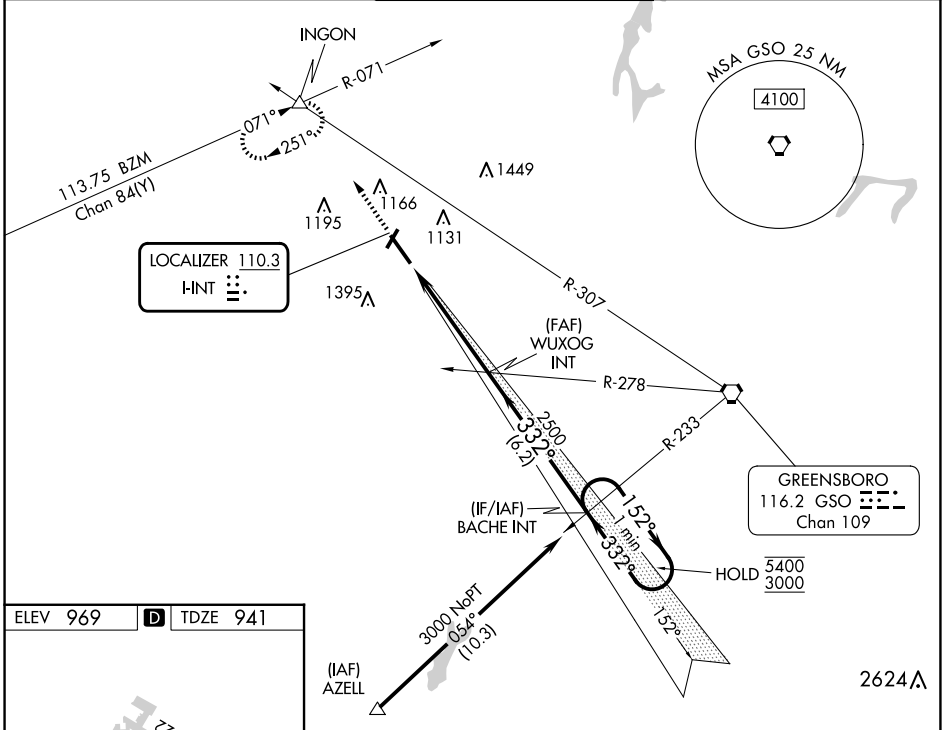 INGON
R-071
071°
251°
113.75 BZM
Chan 84(Y)
MSA GSO 25 NM
4100
1449
1166
1195
1131
1395
LOCALIZER 110.3
I-INT
R-307
(FAF)
WUXOG
INT
R-278
R-233
2500
332°
(6.2)
GREENSBORO
116.2 GSO
Chan 109
(IF/IAF)
BACHE INT
152°
1 min
332°
HOLD 5400
3000
152°
3000 NoPT
054°
(10.3)
(IAF)
AZELL
2624
ELEV 969 D TDZE 941
22